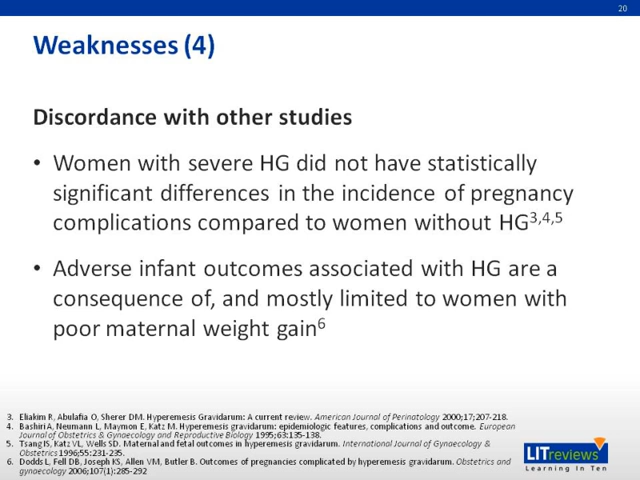 20
Weaknesses (4)
Discordance with other studies
• Women with severe HG did not have statistically
significant differences in the incidence of pregnancy
complications compared to women without HG3,4,5
• Adverse infant outcomes associated with HG are a
consequence of, and mostly limited to women with
poor maternal weight gain6
3. Eliakim R, Abulafia O, Sherer DM. Hyperemesis Gravidarum: A current review. American Journal of Perinatology 2000;17;207-218.
4. Bashiri A, Neumann L, Maymon E, Katz M. Hyperemesis gravidarum: epidemiologic features, complications and outcome. European
Journal of Obstetrics & Gynaecology and Reproductive Biology 1995;63:135-138.
5. Tsang IS, Katz VL, Wells SD. Maternal and fetal outcomes in hyperemesis gravidarum. International Journal of Gynaecology &
Obstetrics 1996;55:231-235.
6. Dodds L, Fell DB, Joseph KS, Allen VM, Butler B. Outcomes of pregnancies complicated by hyperemesis gravidarum. Obstetrics and
gynaecology 2006;107(1):285-292
LITreviews
Learning In Ten